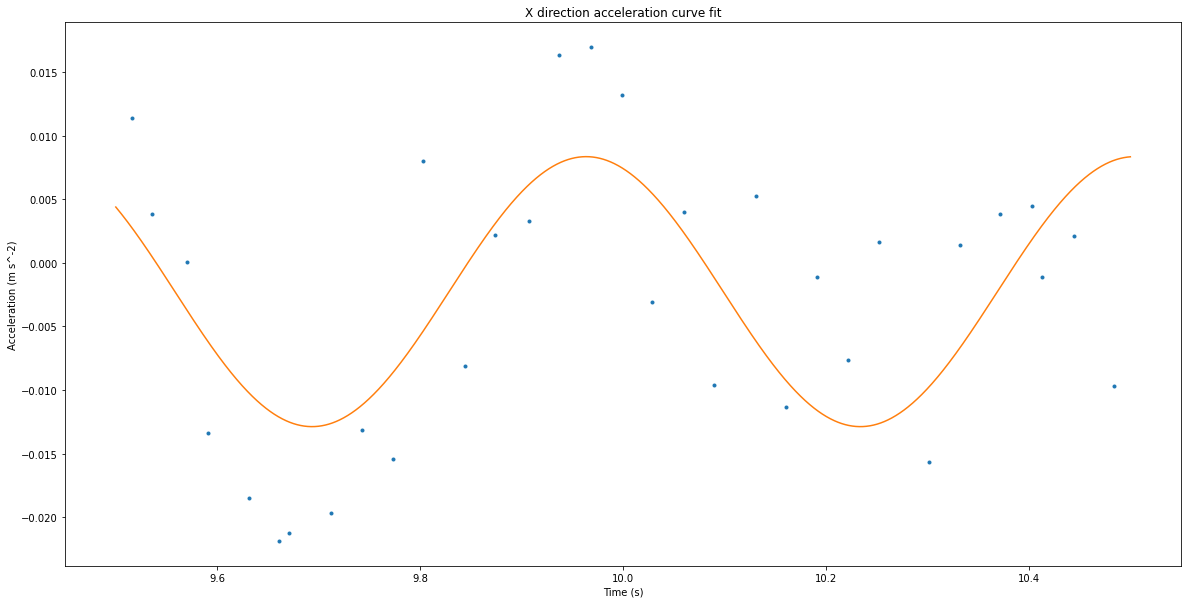 X direction acceleration curve fit
Acceleration (m s^-2)
0.015
0.010
0.005
0.000
−0.005
−0.010
−0.015
−0.020
9.6 9.8 10.0 10.2 10.4
Time (s)